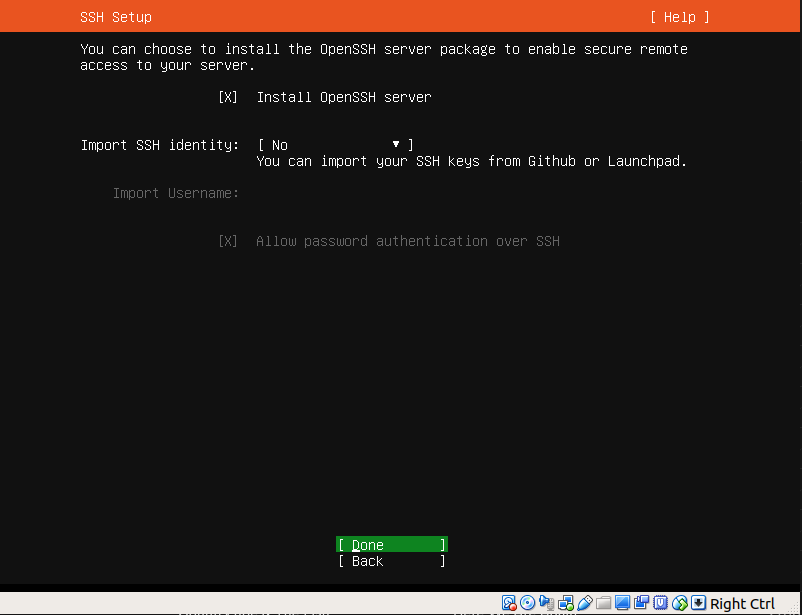 SSH Setup [ Help ]
You can choose to install the OpenSSH server package to enable secure remote
access to your server.
[X] Install OpenSSH server
Import SSH identity: [ No ▼ ]
You can import your SSH keys from Github or Launchpad.
Import Username:
[X] Allow password authentication over SSH
[ Done ]
[ Back ]
Right Ctrl